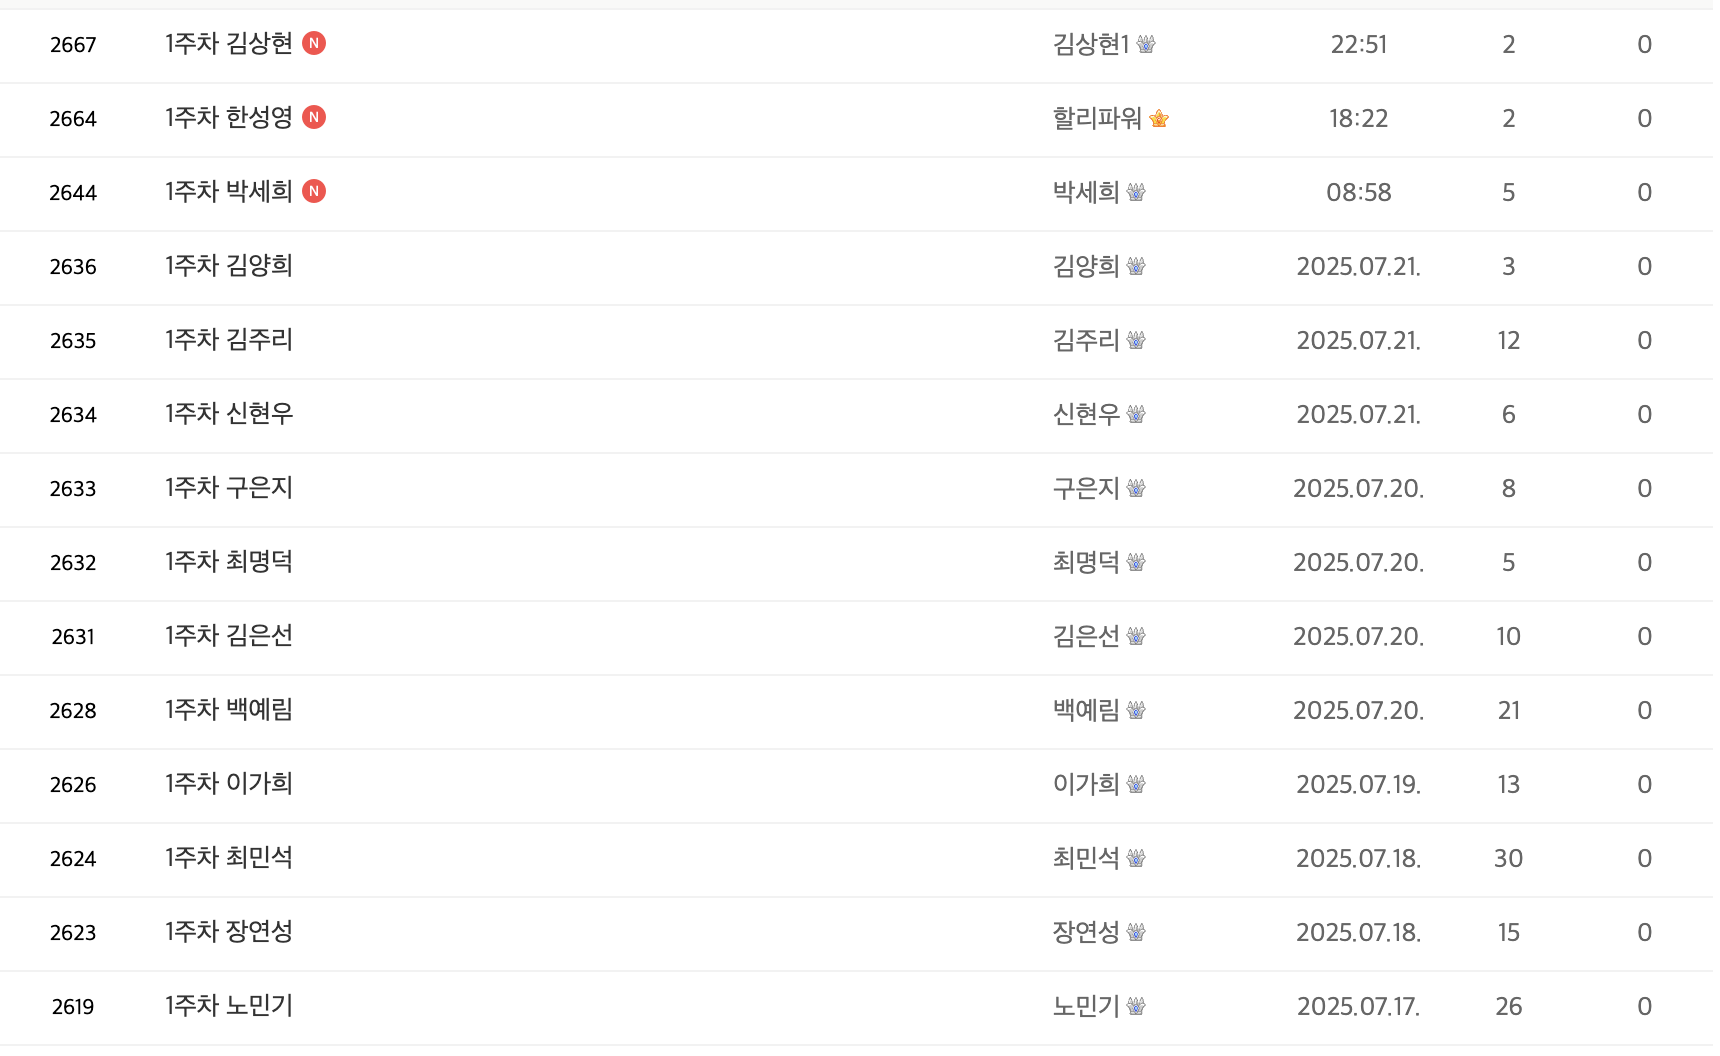 2667 1주차 김상현 N 김상현1 22:51 2 0
2664 1주차 한성영 N 할리파워 18:22 2 0
2644 1주차 박세희 N 박세희 08:58 5 0
2636 1주차 김양희 김양희 2025.07.21. 3 0
2635 1주차 김주리 김주리 2025.07.21. 12 0
2634 1주차 신현우 신현우 2025.07.21. 6 0
2633 1주차 구은지 구은지 2025.07.20. 8 0
2632 1주차 최명덕 최명덕 2025.07.20. 5 0
2631 1주차 김은선 김은선 2025.07.20. 10 0
2628 1주차 백예림 백예림 2025.07.20. 21 0
2626 1주차 이가희 이가희 2025.07.19. 13 0
2624 1주차 최민석 최민석 2025.07.18. 30 0
2623 1주차 장연성 장연성 2025.07.18. 15 0
2619 1주차 노민기 노민기 2025.07.17. 26 0